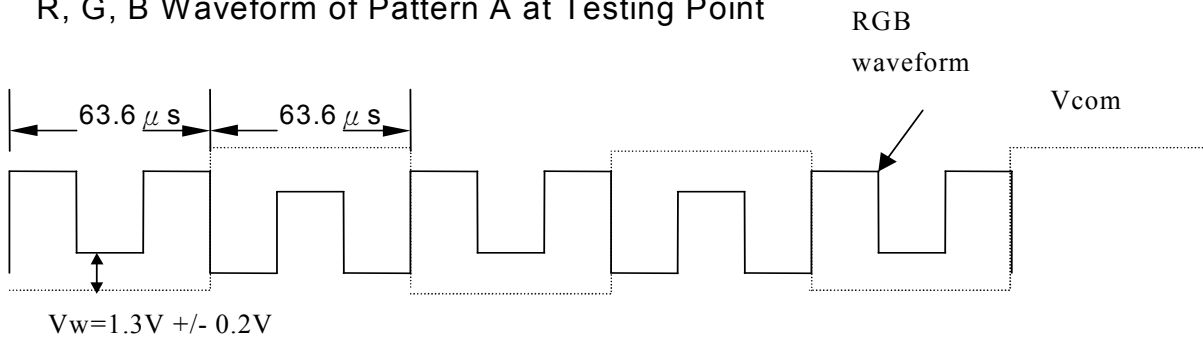 R, G, B Waveform of Pattern A at Testing Point
RGB
waveform
Vcom
63.6 μ s
63.6 μ s
Vw=1.3V +/- 0.2V